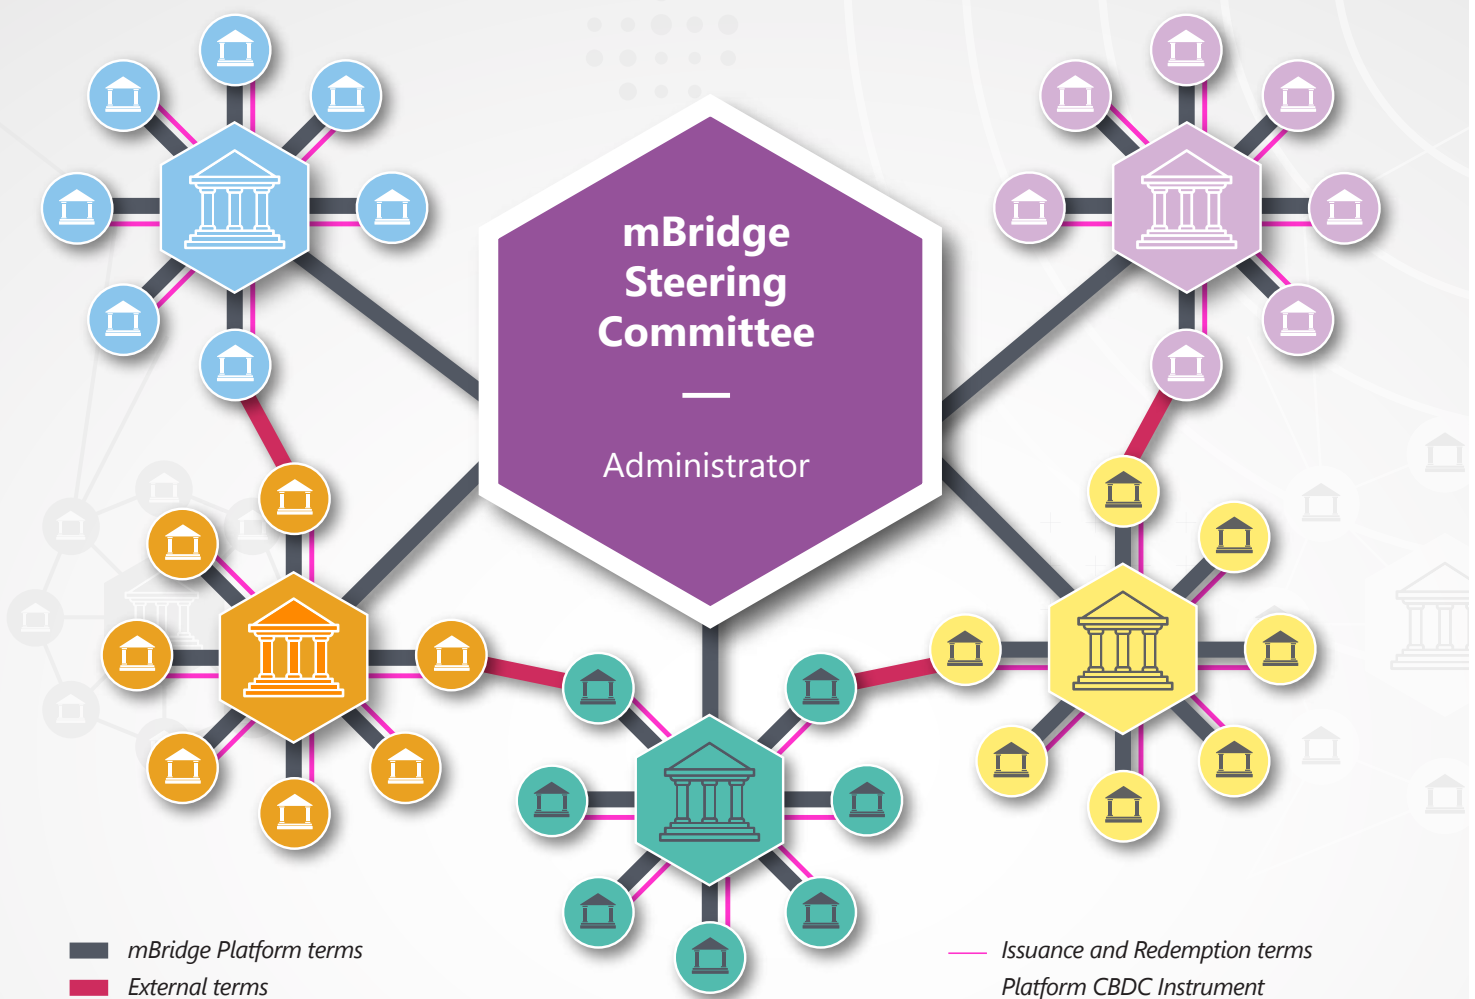 mBridge
Steering
Committee
Administrator
mBridge Platform terms
External terms
Issuance and Redemption terms
Platform CBDC Instrument